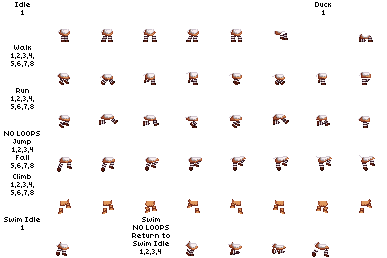 Idle
1
Duck
1
Walk
1,2,3,4,
5,6,7,8
Run
1,2,3,4,
5,6,7,8
NO LOOPS
Jump
1,2,3,4
Fall
5,6,7,8
Climb
1,2,3,4,
5,6,7,8
Swim Idle
1
Swim
NO LOOPS
Return to
Swim Idle
1,2,3,4